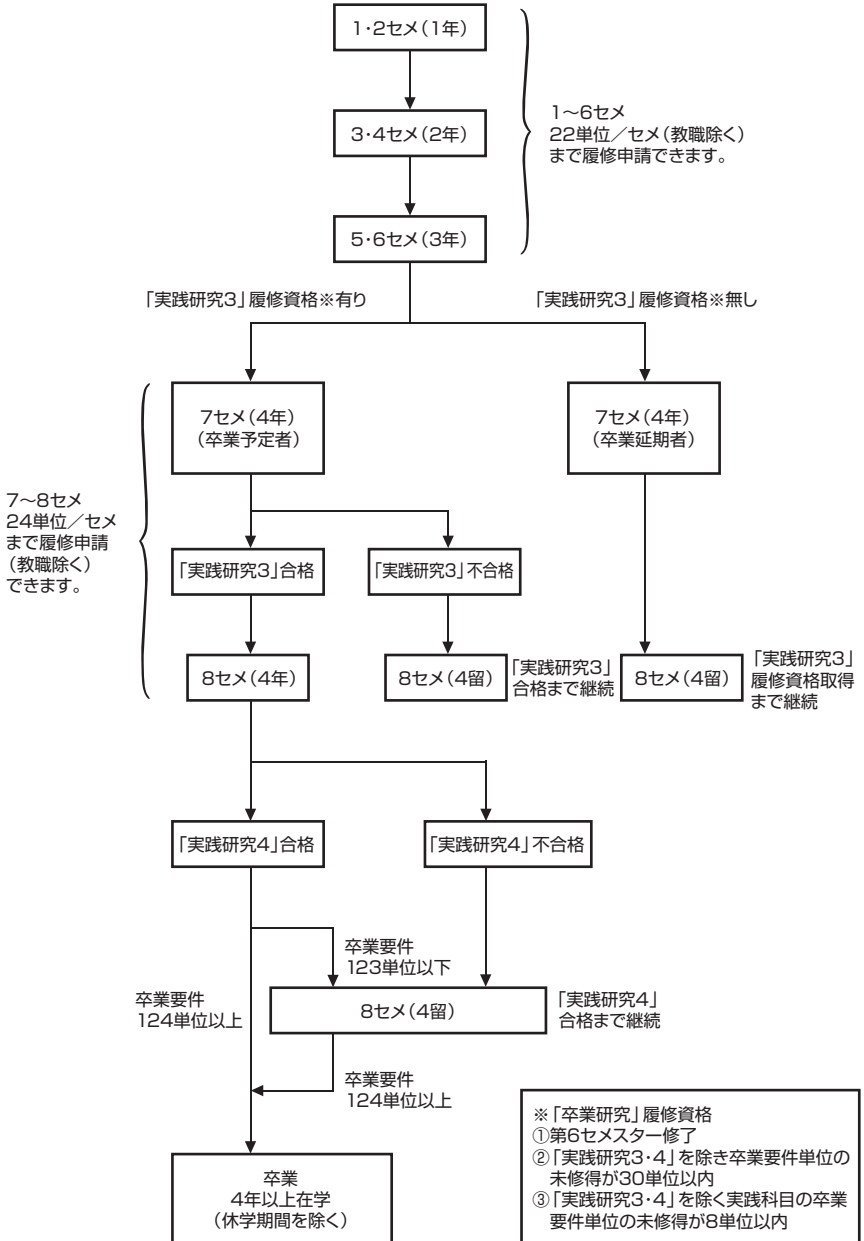 1・2セメ(1年)
3・4セメ(2年)
5・6セメ(3年)
1〜6セメ
22単位／セメ(教職除く)
まで履修申請できます。
「実践研究3」履修資格※有り
「実践研究3」履修資格※無し
7セメ(4年)
(卒業予定者)
7セメ(4年)
(卒業延期者)
7〜8セメ
24単位／セメ
まで履修申請
(教職除く)
できます。
「実践研究3」合格
「実践研究3」不合格
8セメ(4年)
8セメ(4留)
「実践研究3」
合格まで継続
8セメ(4留)
「実践研究3」
履修資格取得
まで継続
「実践研究4」合格
「実践研究4」不合格
卒業要件
123単位以下
卒業要件
124単位以上
8セメ(4留)
「実践研究4」
合格まで継続
卒業要件
124単位以上
卒業
4年以上在学
(休学期間を除く)
※「卒業研究」履修資格
①第6セメスター修了
②「実践研究3・4」を除き卒業要件単位の
未修得が30単位以内
③「実践研究3・4」を除く実践科目の卒業
要件単位の未修得が8単位以内